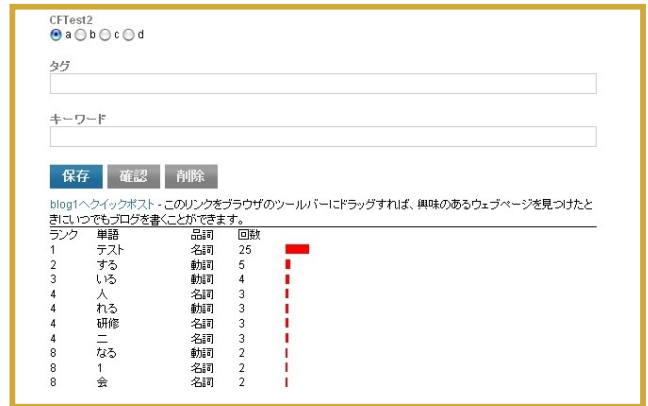 CFTest2
a b c d
タグ
キーワード
保存 確認 削除
blog1へクイックポスト - このリンクをブラウザのツールバーにドラッグすれば、興味のあるウェブページを見つけたと
きにいつでもブログを書くことができます。
ランク 単語 品詞 回数
1 テスト 名詞 25
2 する 動詞 5
3 いる 動詞 4
4 人 名詞 3
4 れる 動詞 3
4 研修 名詞 3
4 二 名詞 3
8 なる 動詞 2
8 1 名詞 2
8 会 名詞 2